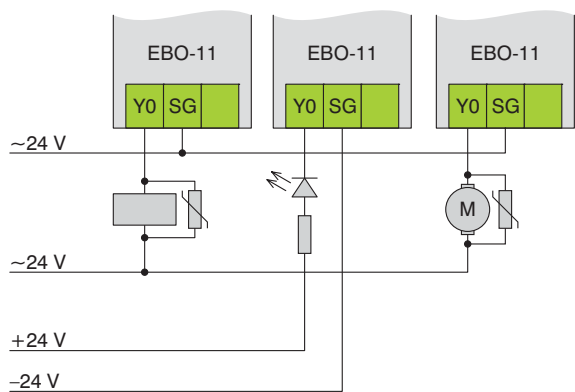 EBO-11 EBO-11 EBO-11
Y0 SG Y0 SG Y0 SG
~24 V
M
~24 V
+24 V
–24 V